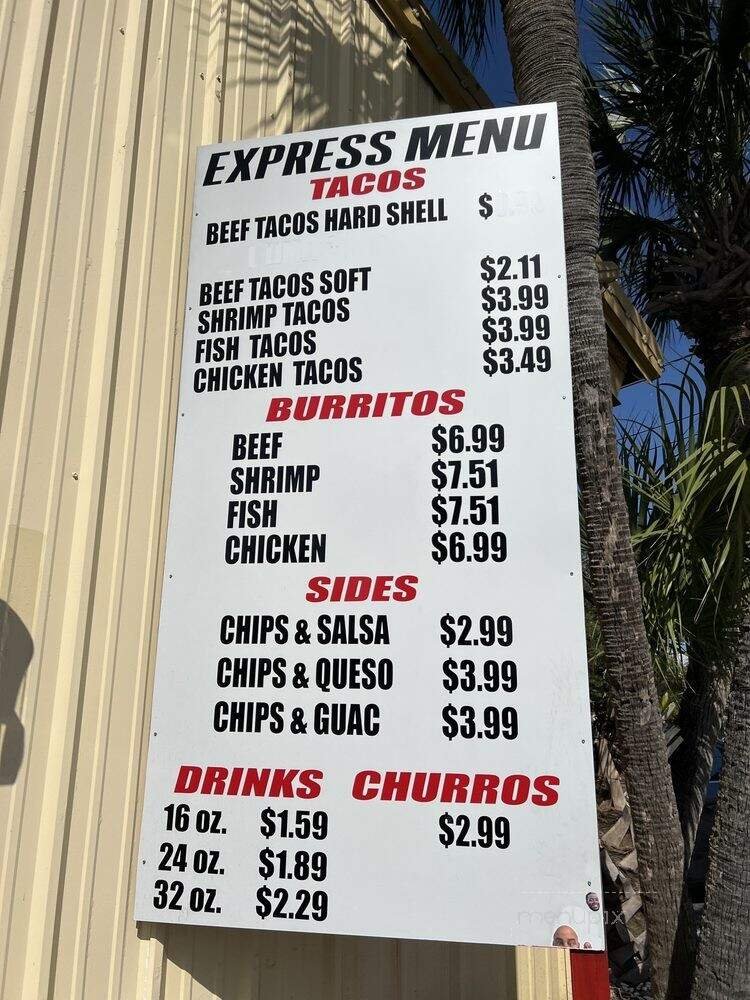 EXPRESS MENU
TACOS
BEEF TACOS HARD SHELL $
BEEF TACOS SOFT $2.11
SHRIMP TACOS $3.99
FISH TACOS $3.99
CHICKEN TACOS $3.49
BURRITOS
BEEF $6.99
SHRIMP $7.51
FISH $7.51
CHICKEN $6.99
SIDES
CHIPS & SALSA $2.99
CHIPS & QUESO $3.99
CHIPS & GUAC $3.99
DRINKS CHURROS
16 OZ. $1.59 $2.99
24 OZ. $1.89
32 OZ. $2.29
menupix